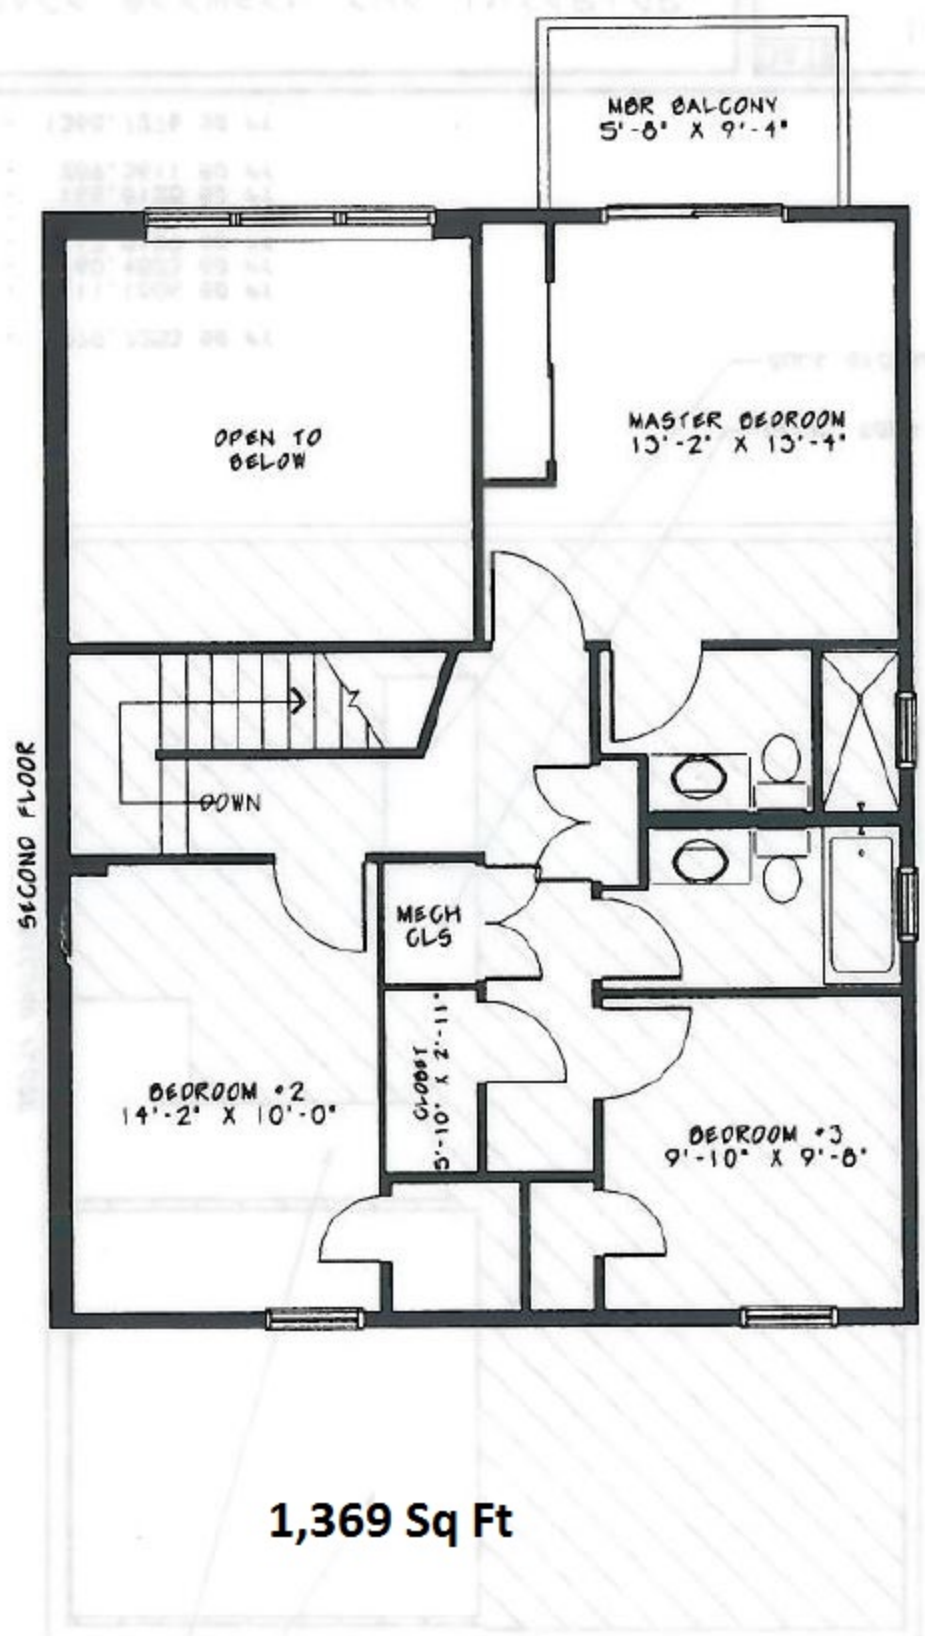 MBR BALCONY
5'-8" X 9'-4"
OPEN TO
BELOW
MASTER BEDROOM
13'-2" X 13'-4"
SECOND FLOOR
DOWN
MECH
CLS
CLOSET
5'-10" X 2'-11"
BEDROOM #2
14'-2" X 10'-0"
BEDROOM #3
9'-10" X 9'-8"
1,369 Sq Ft